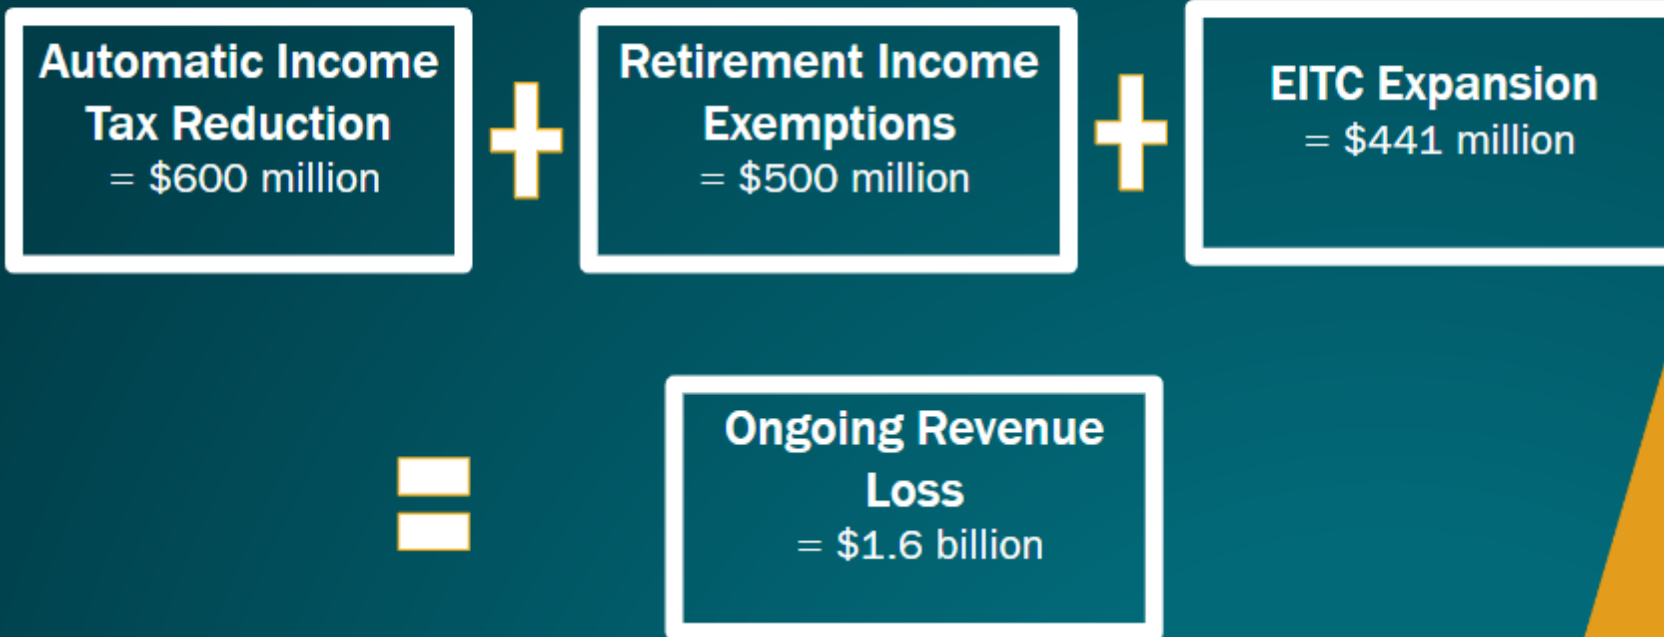 Automatic Income
Tax Reduction
= $600 million
+
Retirement Income
Exemptions
= $500 million
+
EITC Expansion
= $441 million
=
Ongoing Revenue
Loss
= $1.6 billion